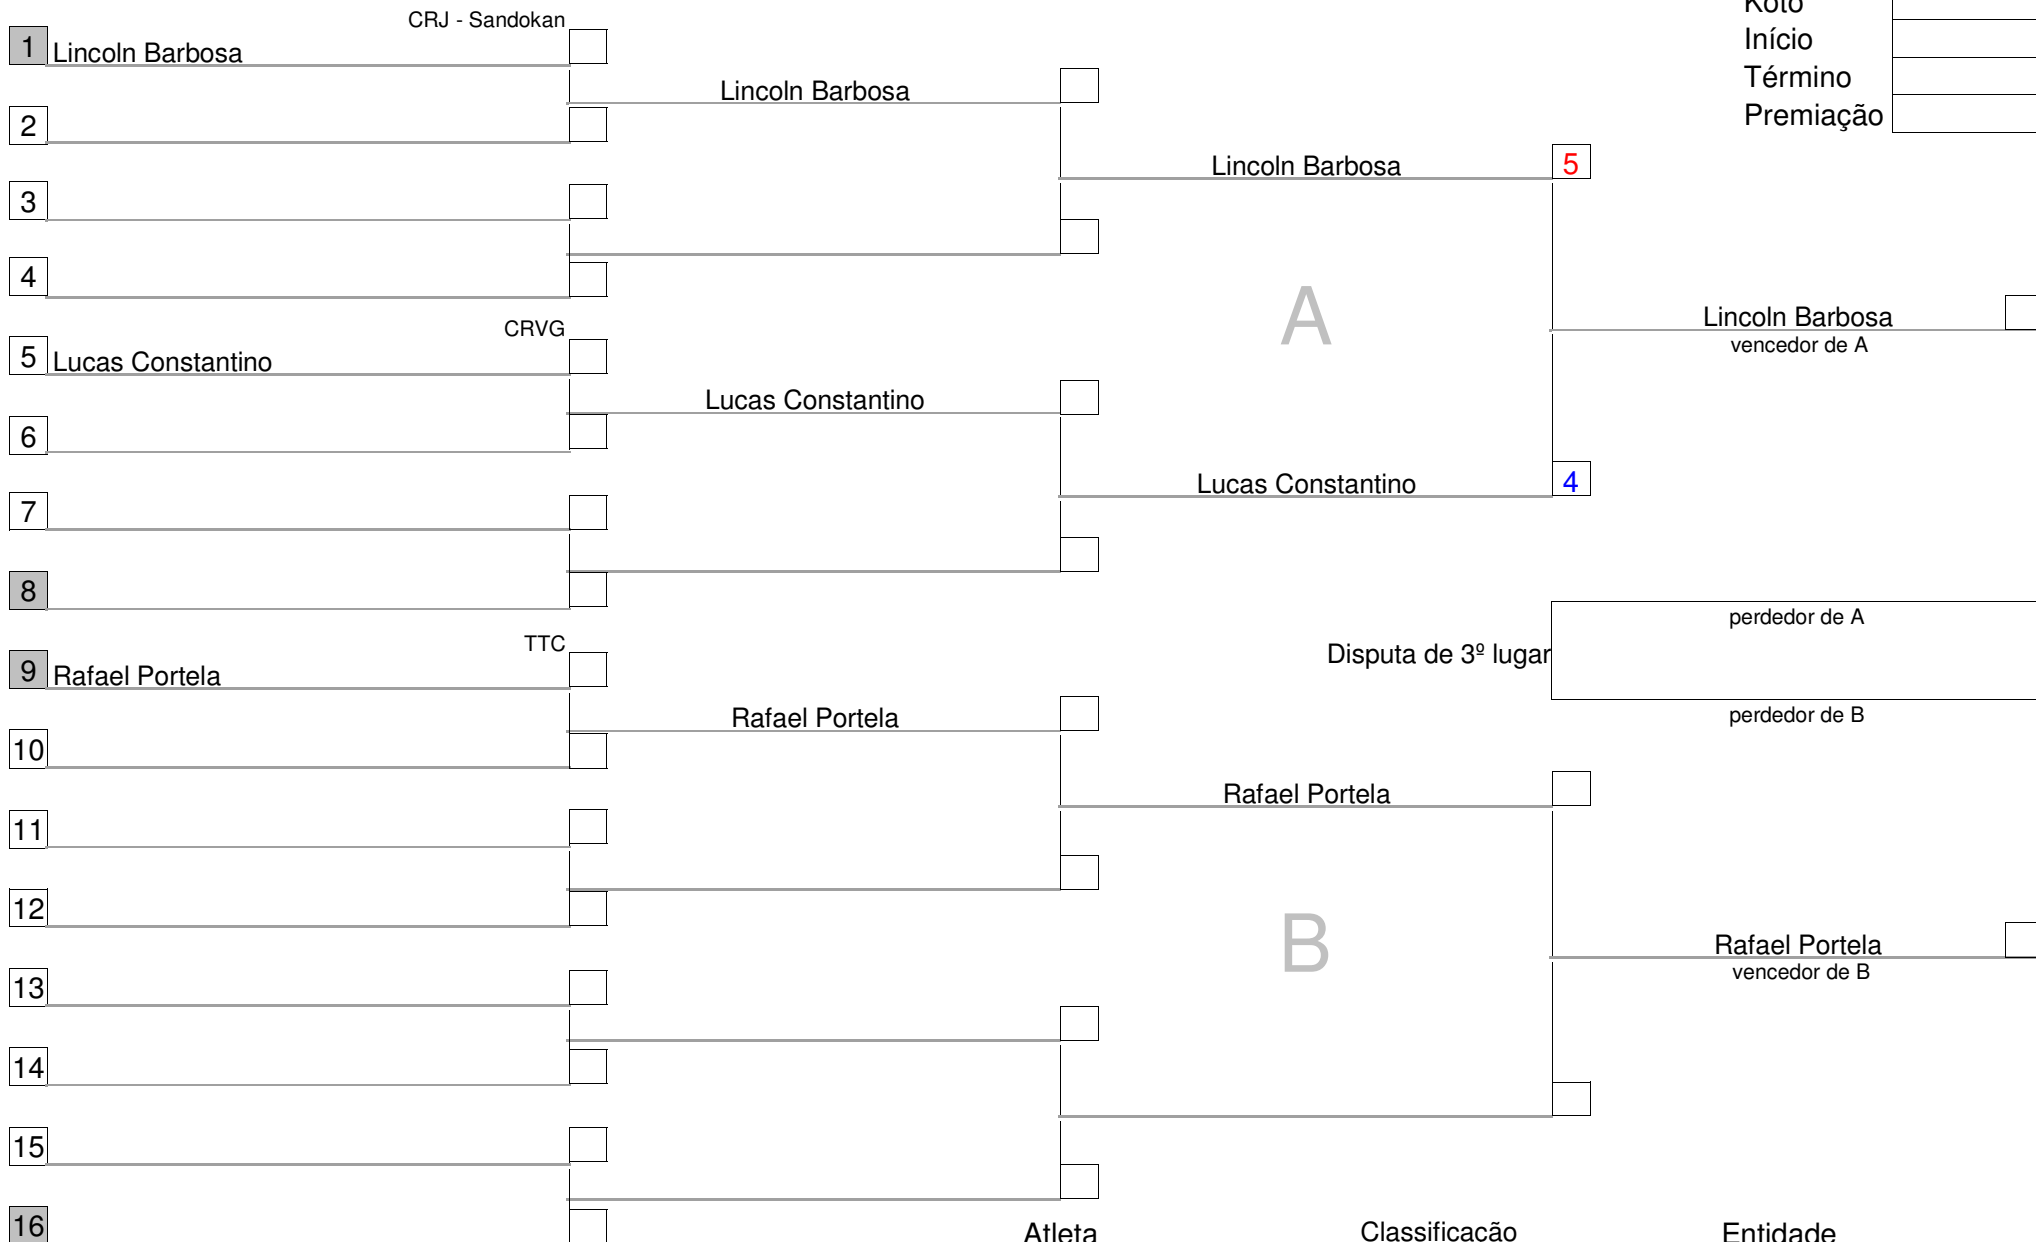 CRJ - Sandokan
Koto
1 Lincoln Barbosa
Início
Lincoln Barbosa
Término
2
Premiação
Lincoln Barbosa 5
3
4
A
CRVG
Lincoln Barbosa
vencedor de A
5 Lucas Constantino
Lucas Constantino
6
Lucas Constantino 4
7
8
perdedor de A
TTC
Disputa de 3º lugar
9 Rafael Portela
Rafael Portela
perdedor de B
10
Rafael Portela
11
12
B
Rafael Portela
vencedor de B
13
14
15
16
Atleta Classificação Entidade